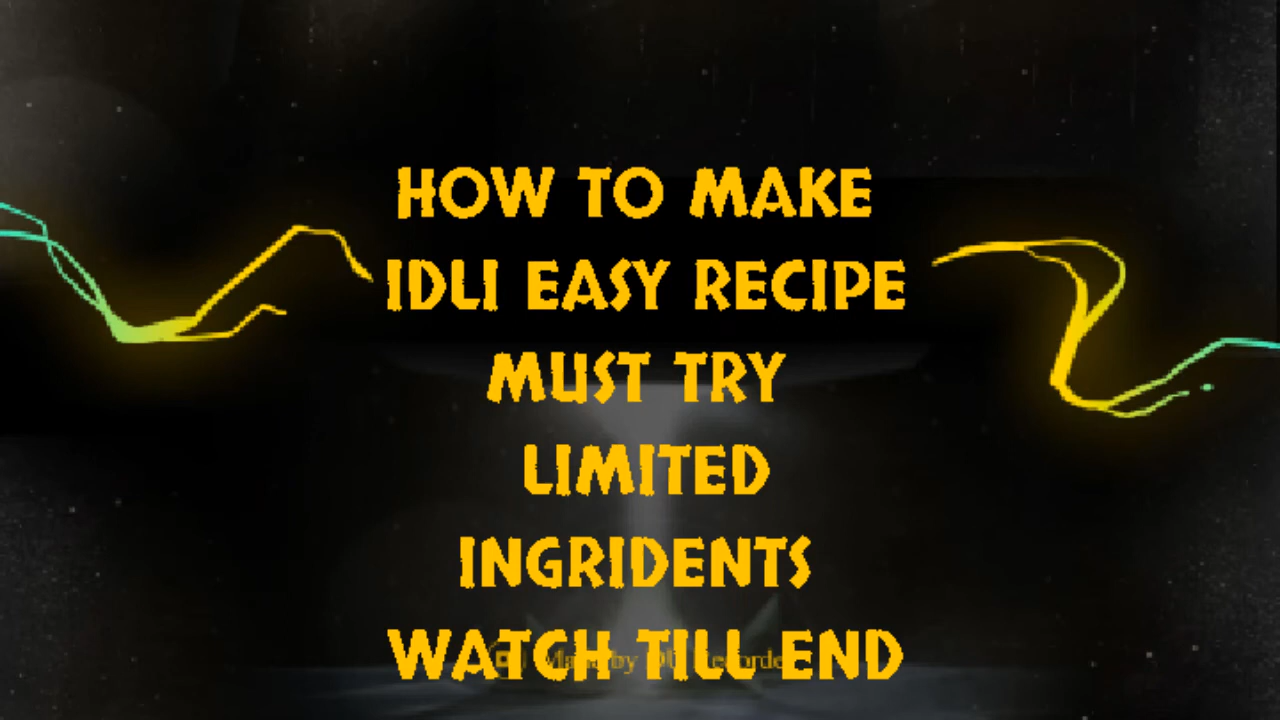 HOW TO MAKE
IDLI EASY RECIPE
MUST TRY
LIMITED
INGRIDENTS
WATCH TILL END